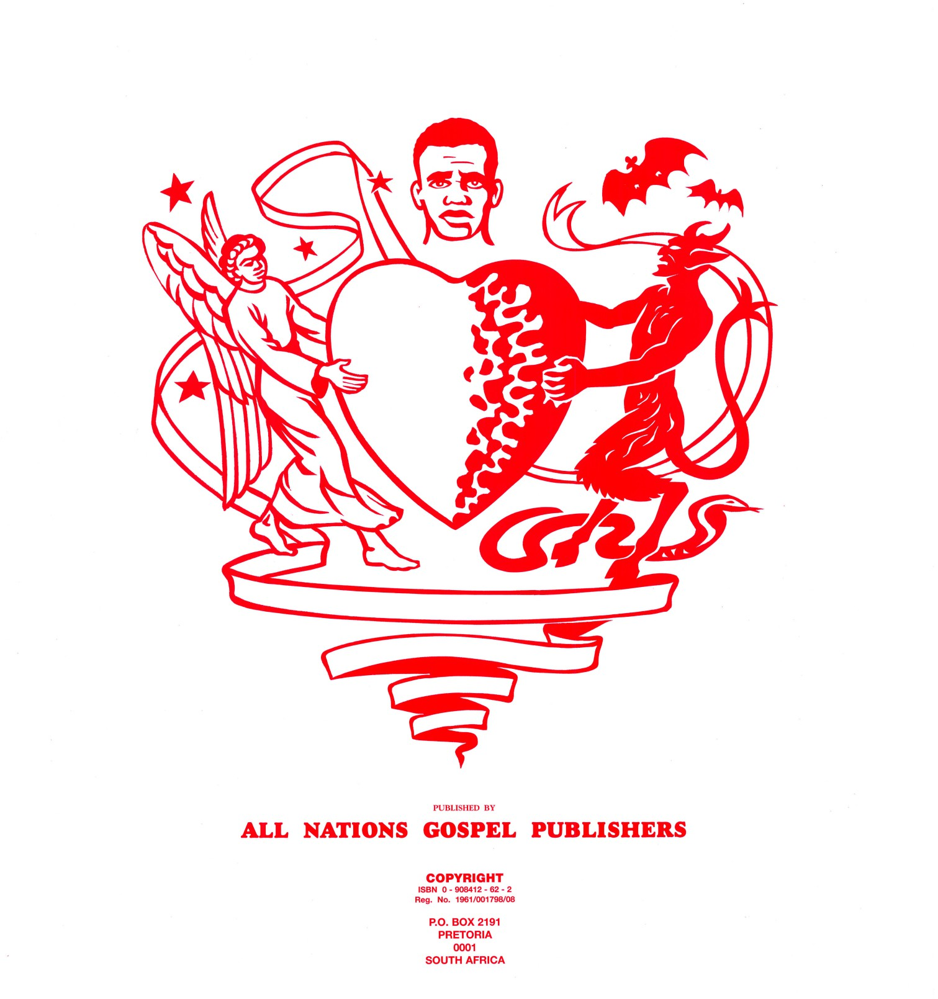 PUBLISHED BY
ALL NATIONS GOSPEL PUBLISHERS
COPYRIGHT
ISBN 0 - 908412 - 62 - 2
Reg. No. 1961/001798/08
P.O. BOX 2191
PRETORIA
0001
SOUTH AFRICA